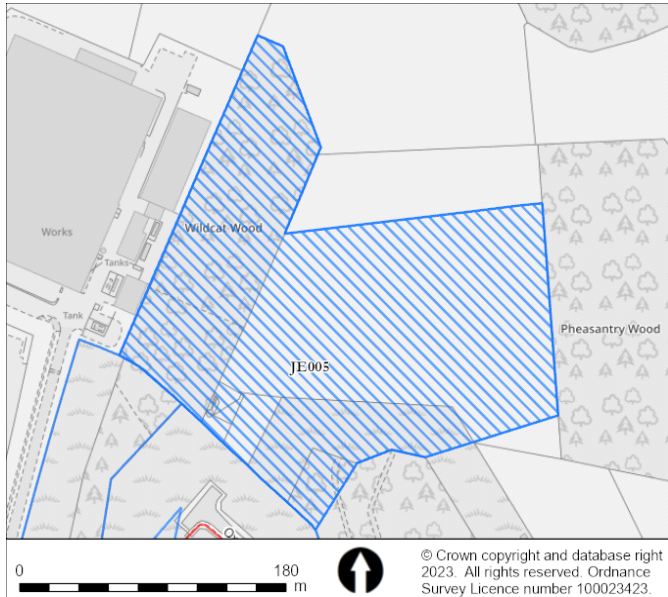 Works
Wildcat Wood
Tanks
Tank
Pheasantry Wood
JE005
0
180
m
© Crown copyright and database right
2023. All rights reserved. Ordnance
Survey Licence number 100023423.